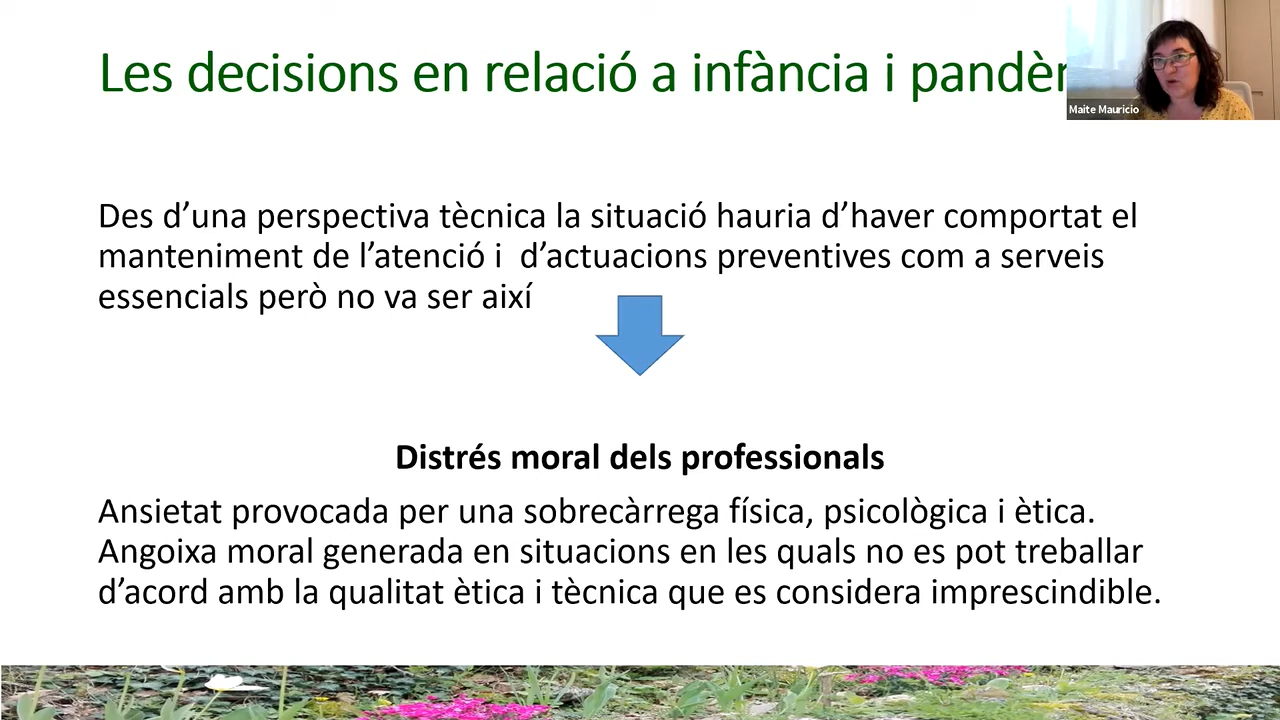 Les decisions en relació a infància i
Maite Mauricio
Des d’una perspectiva tècnica la situació hauria d’haver comportat el
manteniment de l’atenció i d’actuacions preventives com a serveis
essencials però no va ser així
Distrés moral dels professionals
Ansietat provocada per una sobrecàrrega física, psicològica i ètica.
Angoixa moral generada en situacions en les quals no es pot treballar
d’acord amb la qualitat ètica i tècnica que es considera imprescindible.